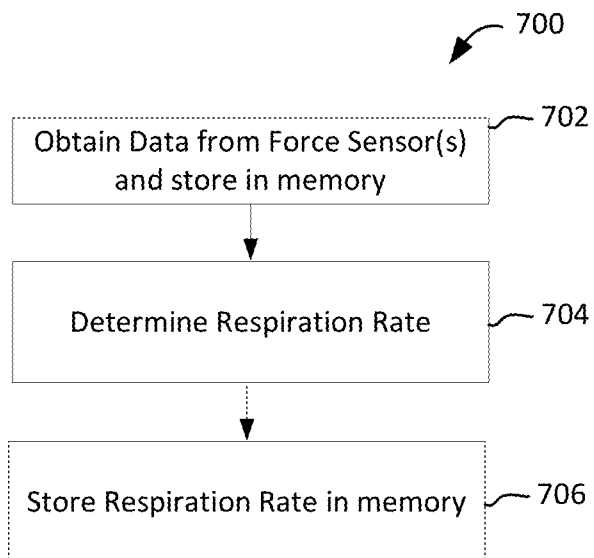 700
702
Obtain Data from Force Sensor(s)
and store in memory
Determine Respiration Rate
704
Store Respiration Rate in memory
706